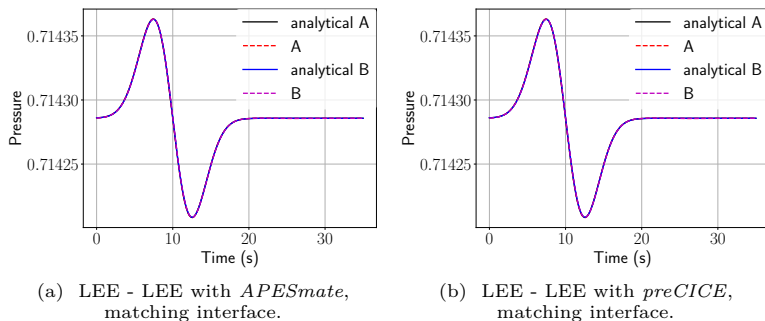 0.71435
0.71430
0.71425
Pressure
0 10 20 30
Time (s)
analytical A
A
analytical B
B
(a) LEE - LEE with APESmate,
matching interface.
0.71435
0.71430
0.71425
Pressure
0 10 20 30
Time (s)
analytical A
A
analytical B
B
(b) LEE - LEE with preCICE,
matching interface.